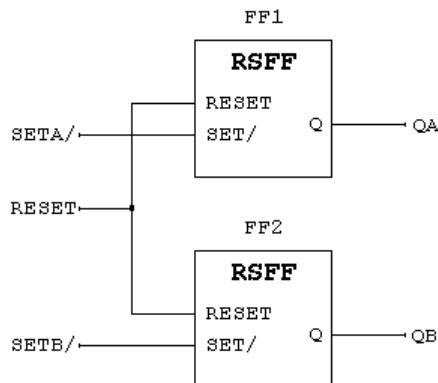 FF1
RSFF
RESET
SETA/
SET/
Q
QA
RESET
FF2
RSFF
RESET
SETB/
SET/
Q
QB